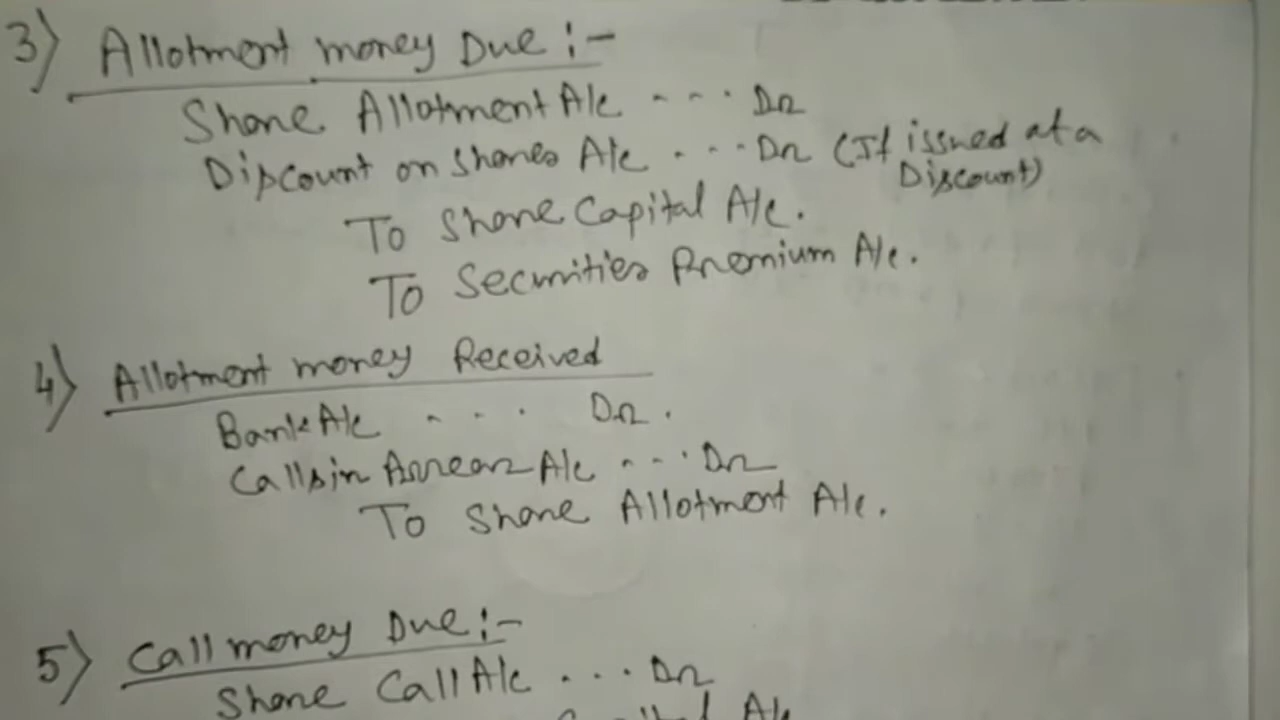 3) Allotment money Due :-
Share Allotment A/c - - - Dr
Discount on shares A/c - - - Dr (If issued at a
Discount)
To Share Capital A/c.
To Securities Premium A/c.
4) Allotment money Received
Bank A/c - - - Dr.
Calls in Arrear A/c - - - Dr
To Share Allotment A/c.
5) Call money Due :-
Share Call A/c . . . Dr
Capital A/c